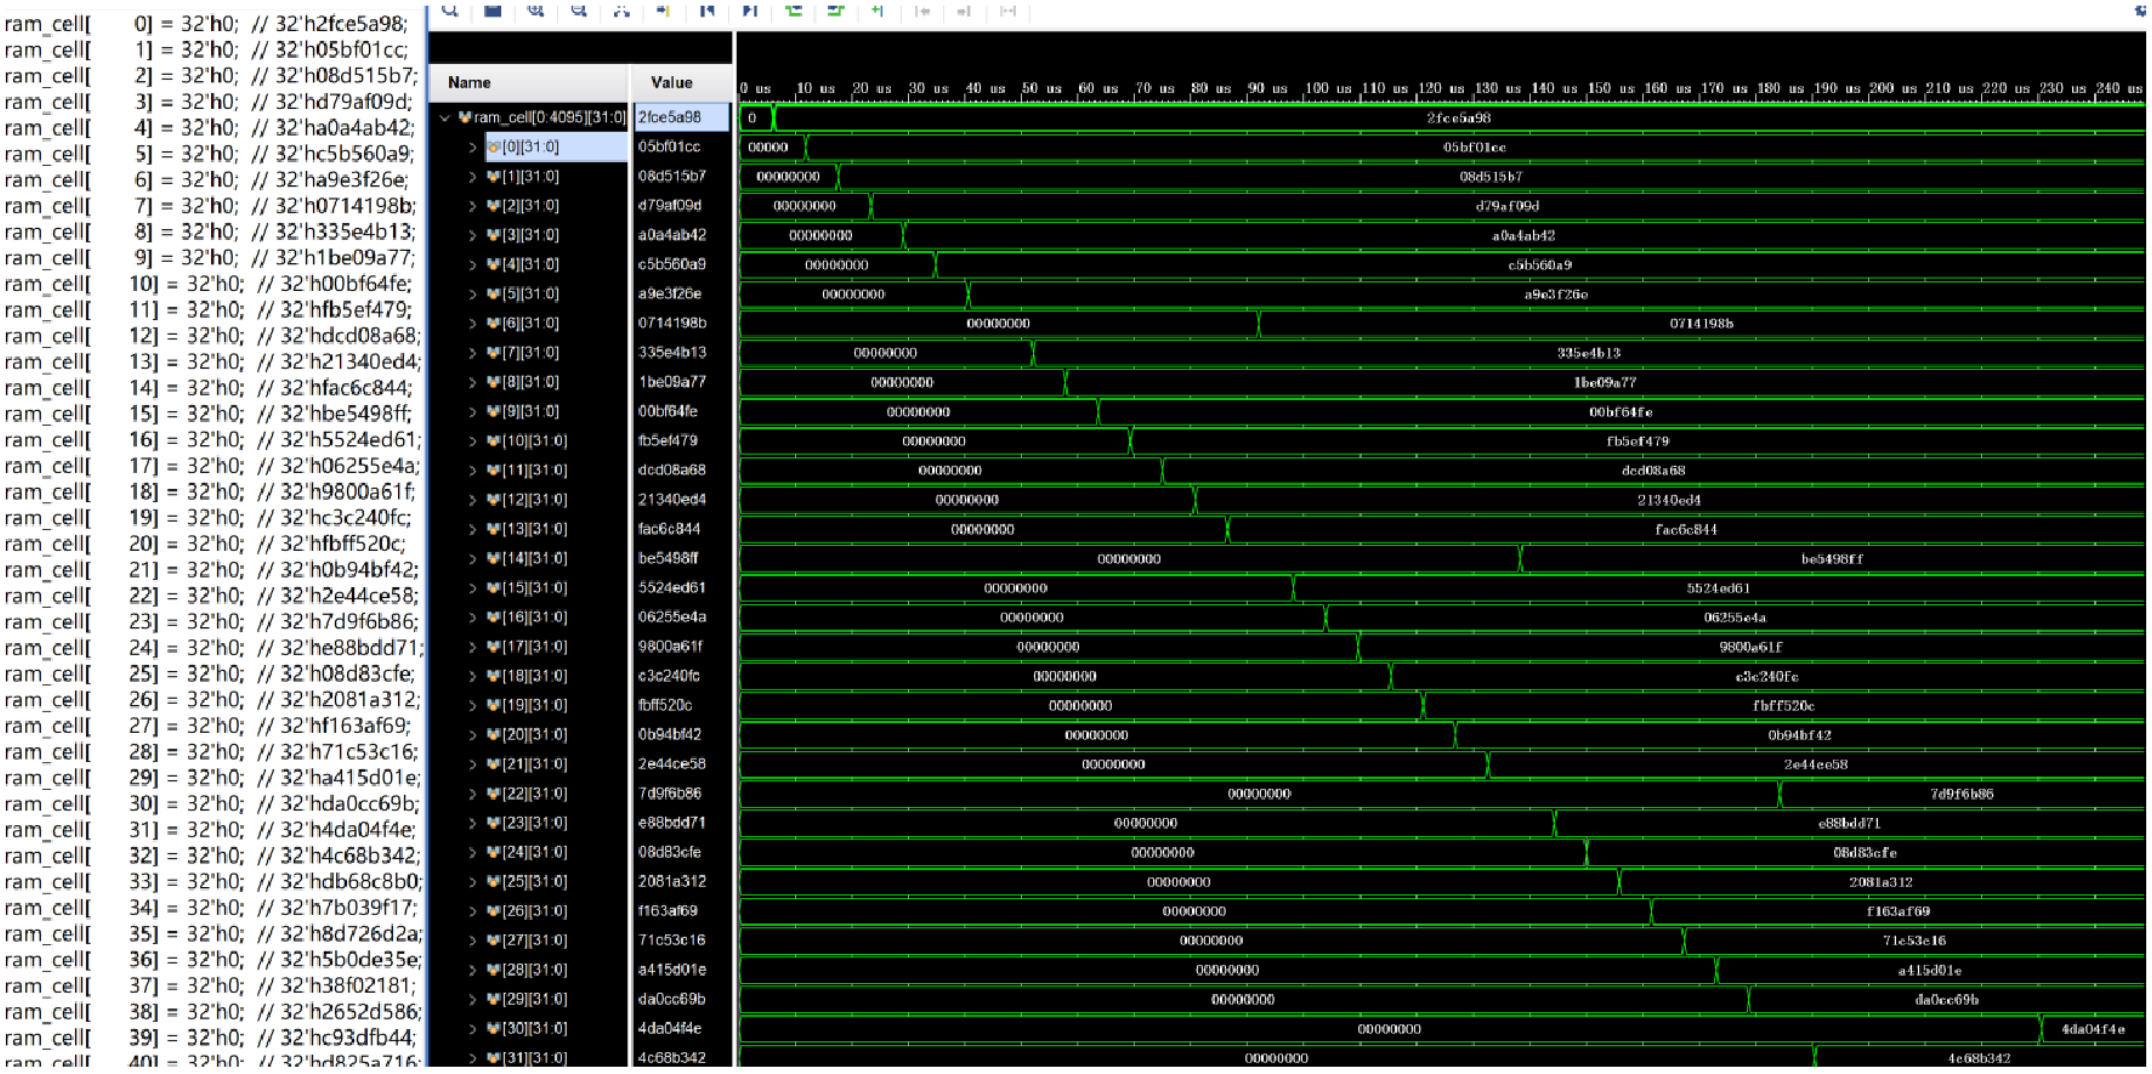 ram_cell[ 0] = 32'h0; // 32'h2fce5a98;
ram_cell[ 1] = 32'h0; // 32'h05bf01cc;
ram_cell[ 2] = 32'h0; // 32'h08d515b7;
ram_cell[ 3] = 32'h0; // 32'hd79af09d;
ram_cell[ 4] = 32'h0; // 32'ha0a4ab42;
ram_cell[ 5] = 32'h0; // 32'hc5b560a9;
ram_cell[ 6] = 32'h0; // 32'ha9e3f26e;
ram_cell[ 7] = 32'h0; // 32'h0714198b;
ram_cell[ 8] = 32'h0; // 32'h335e4b13;
ram_cell[ 9] = 32'h0; // 32'h1be09a77;
ram_cell[ 10] = 32'h0; // 32'h00bf64fe;
ram_cell[ 11] = 32'h0; // 32'hfb5ef479;
ram_cell[ 12] = 32'h0; // 32'hdcd08a68;
ram_cell[ 13] = 32'h0; // 32'h21340ed4;
ram_cell[ 14] = 32'h0; // 32'hfac6c844;
ram_cell[ 15] = 32'h0; // 32'hbe5498ff;
ram_cell[ 16] = 32'h0; // 32'h5524ed61;
ram_cell[ 17] = 32'h0; // 32'h06255e4a;
ram_cell[ 18] = 32'h0; // 32'h9800a61f;
ram_cell[ 19] = 32'h0; // 32'hc3c240fc;
ram_cell[ 20] = 32'h0; // 32'hfbff520c;
ram_cell[ 21] = 32'h0; // 32'h0b94bf42;
ram_cell[ 22] = 32'h0; // 32'h2e44ce58;
ram_cell[ 23] = 32'h0; // 32'h7d9f6b86;
ram_cell[ 24] = 32'h0; // 32'he88bdd71;
ram_cell[ 25] = 32'h0; // 32'h08d83cfe;
ram_cell[ 26] = 32'h0; // 32'h2081a312;
ram_cell[ 27] = 32'h0; // 32'hf163af69;
ram_cell[ 28] = 32'h0; // 32'h71c53c16;
ram_cell[ 29] = 32'h0; // 32'ha415d01e;
ram_cell[ 30] = 32'h0; // 32'hda0cc69b;
ram_cell[ 31] = 32'h0; // 32'h4da04f4e;
ram_cell[ 32] = 32'h0; // 32'h4c68b342;
ram_cell[ 33] = 32'h0; // 32'hdb68c8b0;
ram_cell[ 34] = 32'h0; // 32'h7b039f17;
ram_cell[ 35] = 32'h0; // 32'h8d726d2a;
ram_cell[ 36] = 32'h0; // 32'h5b0de35e;
ram_cell[ 37] = 32'h0; // 32'h38f02181;
ram_cell[ 38] = 32'h0; // 32'h2652d586;
ram_cell[ 39] = 32'h0; // 32'hc93dfb44;
ram_cell[ 40] = 32'h0; // 32'hd825a716;
Name Value 0 us 10 us 20 us 30 us 40 us 50 us 60 us 70 us 80 us 90 us 100 us 110 us 120 us 130 us 140 us 150 us 160 us 170 us 180 us 190 us 200 us 210 us 220 us 230 us 240 us
ram_cell[0:4095][31:0] 2fce5a98 0 2fce5a98
[0][31:0] 05bf01cc 00000 05bf01cc
[1][31:0] 08d515b7 00000000 08d515b7
[2][31:0] d79af09d 00000000 d79af09d
[3][31:0] a0a4ab42 00000000 a0a4ab42
[4][31:0] c5b560a9 00000000 c5b560a9
[5][31:0] a9e3f26e 00000000 a9e3f26e
[6][31:0] 0714198b 00000000 0714198b
[7][31:0] 335e4b13 00000000 335e4b13
[8][31:0] 1be09a77 00000000 1be09a77
[9][31:0] 00bf64fe 00000000 00bf64fe
[10][31:0] fb5ef479 00000000 fb5ef479
[11][31:0] dcd08a68 00000000 dcd08a68
[12][31:0] 21340ed4 00000000 21340ed4
[13][31:0] fac6c844 00000000 fac6c844
[14][31:0] be5498ff 00000000 be5498ff
[15][31:0] 5524ed61 00000000 5524ed61
[16][31:0] 06255e4a 00000000 06255e4a
[17][31:0] 9800a61f 00000000 9800a61f
[18][31:0] c3c240fc 00000000 c3c240fc
[19][31:0] fbff520c 00000000 fbff520c
[20][31:0] 0b94bf42 00000000 0b94bf42
[21][31:0] 2e44ce58 00000000 2e44ce58
[22][31:0] 7d9f6b86 00000000 7d9f6b86
[23][31:0] e88bdd71 00000000 e88bdd71
[24][31:0] 08d83cfe 00000000 08d83cfe
[25][31:0] 2081a312 00000000 2081a312
[26][31:0] f163af69 00000000 f163af69
[27][31:0] 71c53c16 00000000 71c53c16
[28][31:0] a415d01e 00000000 a415d01e
[29][31:0] da0cc69b 00000000 da0cc69b
[30][31:0] 4da04f4e 00000000 4da04f4e
[31][31:0] 4c68b342 00000000 4c68b342